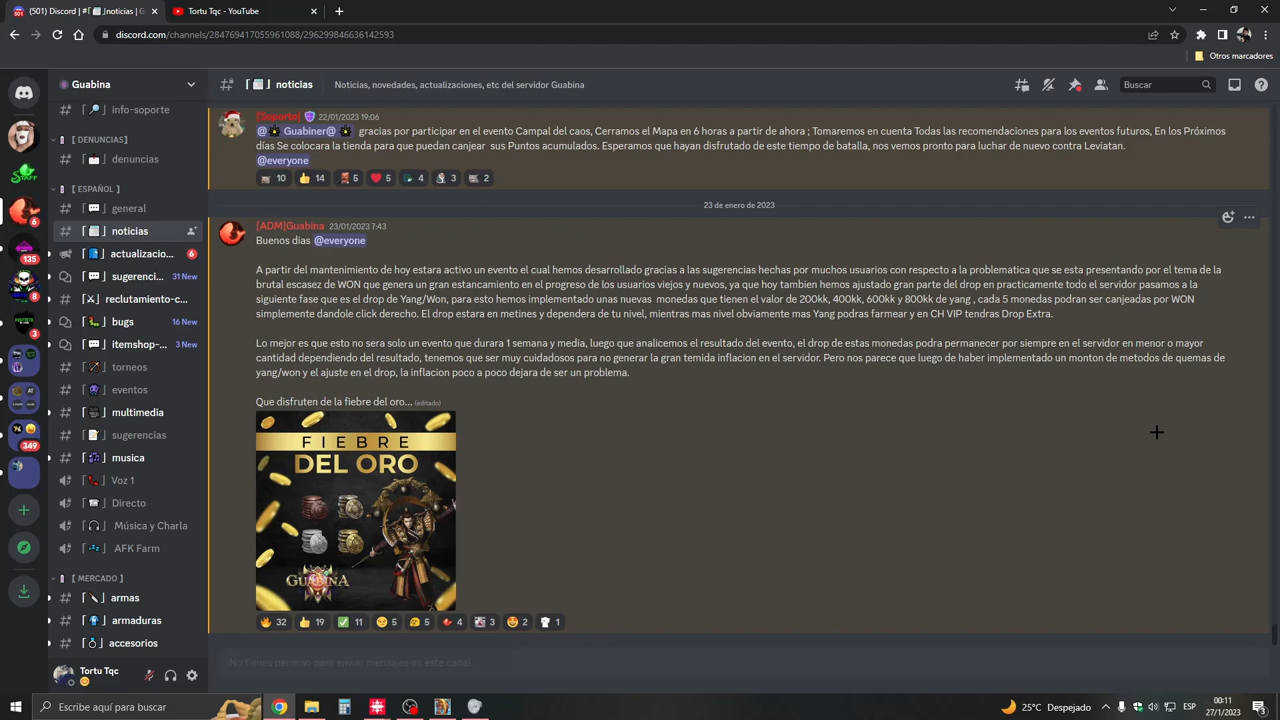 (501) Discord | #「📃」noticias | G
Tortu Tqc - YouTube
discord.com/channels/284769417055961088/296299846636142593
Otros marcadores
Guabina
「📃」 noticias
Noticias, novedades, actualizaciones, etc del servidor Guabina
Buscar
「🔎」 info-soporte
[ DENUNCIAS ]
「📩」 denuncias
[ ESPAÑOL ]
「💬」 general
「📃」 noticias
「📘」 actualizacio...
6
「💬」 sugerenci...
31 New
reclutamiento-c...
「🐛」 bugs
16 New
「💬」 itemshop-...
3 New
torneos
eventos
multimedia
「📝」 sugerencias
「🎧」 musica
Voz 1
Directo
「🎧」 Música y Charla
「💤」 AFK Farm
[ MERCADO ]
armas
armaduras
accesorios
STAFF
6
135
8
3
349
Tortu Tqc
[Soporte] 22/01/2023 19:06
@ Guabiner@ gracias por participar en el evento Campal del caos, Cerramos el Mapa en 6 horas a partir de ahora ; Tomaremos en cuenta Todas las recomendaciones para los eventos futuros, En los Próximos
días Se colocara la tienda para que puedan canjear sus Puntos acumulados. Esperamos que hayan disfrutado de este tiempo de batalla, nos vemos pronto para luchar de nuevo contra Leviatan.
@everyone
10 14 5 5 4 3 2
23 de enero de 2023
[ADM]Guabina 23/01/2023 7:43
Buenos días @everyone
A partir del mantenimiento de hoy estara activo un evento el cual hemos desarrollado gracias a las sugerencias hechas por muchos usuarios con respecto a la problematica que se esta presentando por el tema de la
brutal escasez de WON que genera un gran estancamiento en el progreso de los usuarios viejos y nuevos, ya que hoy tambien hemos ajustado gran parte del drop en practicamente todo el servidor pasamos a la
siguiente fase que es el drop de Yang/Won, para esto hemos implementado unas nuevas monedas que tienen el valor de 200kk, 400kk, 600kk y 800kk de yang , cada 5 monedas podran ser canjeadas por WON
simplemente dandole click derecho. El drop estara en metines y dependera de tu nivel, mientras mas nivel obviamente mas Yang podras farmear y en CH VIP tendras Drop Extra.
Lo mejor es que esto no sera solo un evento que durara 1 semana y media, luego que analicemos el resultado del evento, el drop de estas monedas podra permanecer por siempre en el servidor en menor o mayor
cantidad dependiendo del resultado, tenemos que ser muy cuidadosos para no generar la gran temida inflacion en el servidor. Pero nos parece que luego de haber implementado un monton de metodos de quemas de
yang/won y el ajuste en el drop, la inflacion poco a poco dejara de ser un problema.
Que disfruten de la fiebre del oro... (editado)
FIEBRE
DEL ORO
GUABINA
32 19 11 5 5 4 3 2 1
No tienes permiso para enviar mensajes en este canal.
Escribe aquí para buscar
25°C Despejado
ESP
00:11
27/1/2023